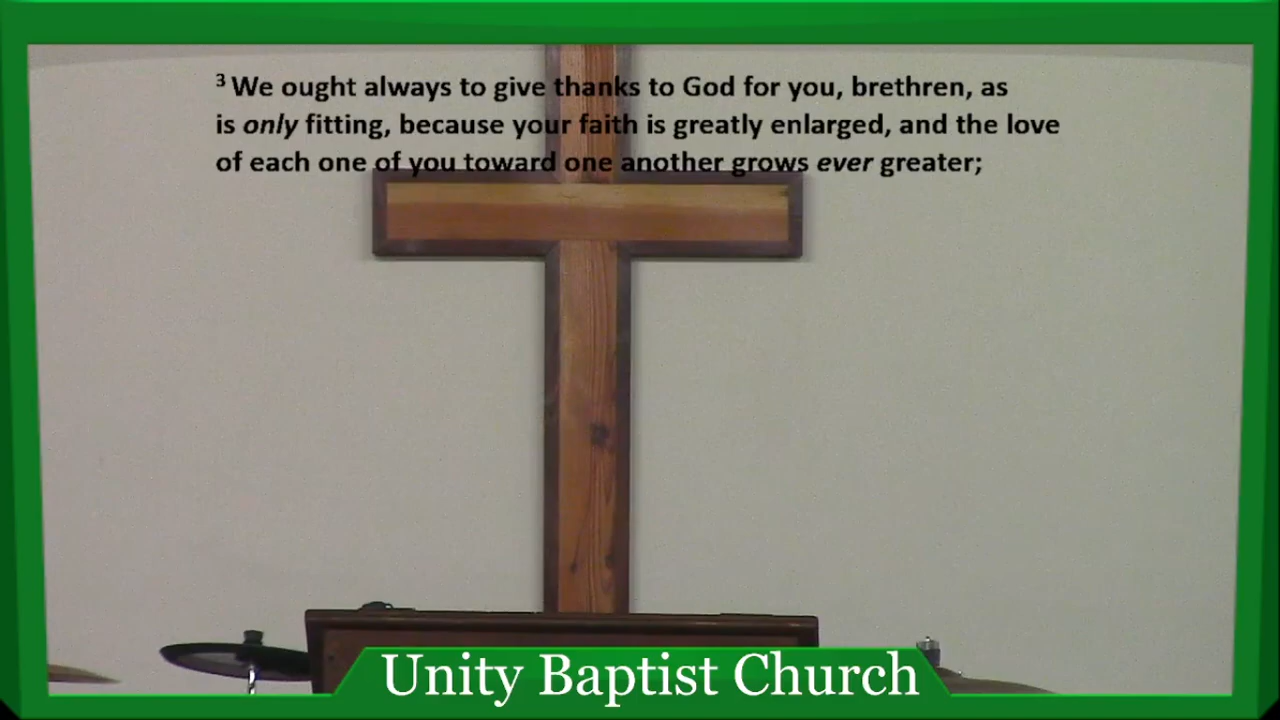 3 We ought always to give thanks to God for you, brethren, as
is only fitting, because your faith is greatly enlarged, and the love
of each one of you toward one another grows ever greater;
Unity Baptist Church